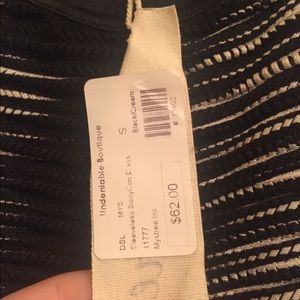 Undeniable Boutique
DSL MYS S
Sleeveless BodyCon Dress Black/Cream
11777
Mystree Inc
$62.00